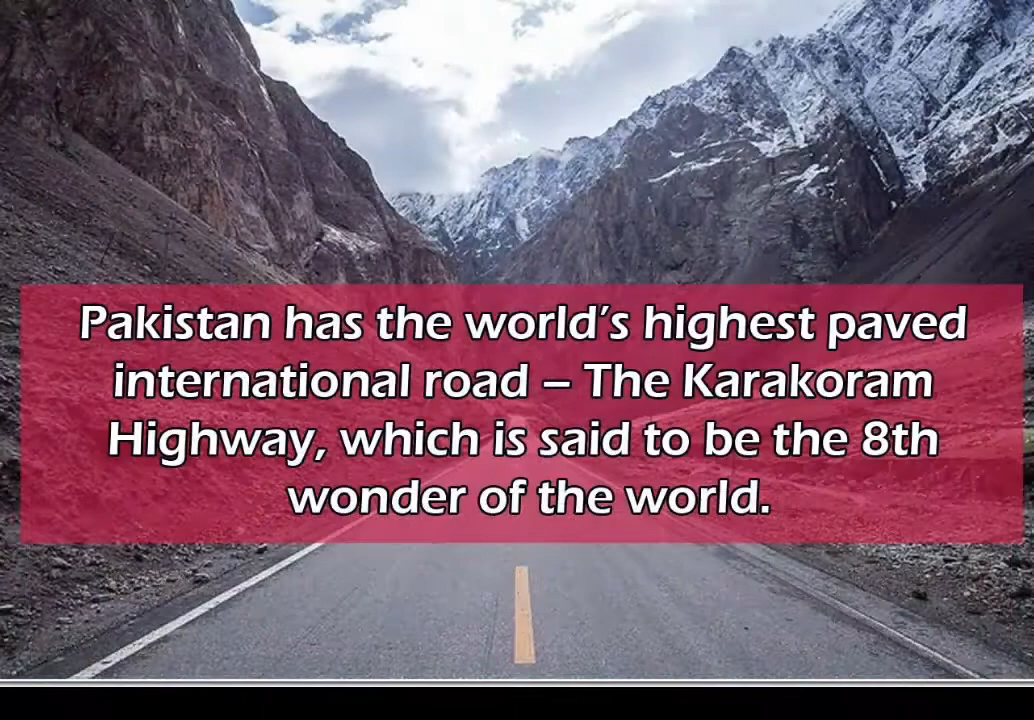 Pakistan has the world’s highest paved
international road – The Karakoram
Highway, which is said to be the 8th
wonder of the world.